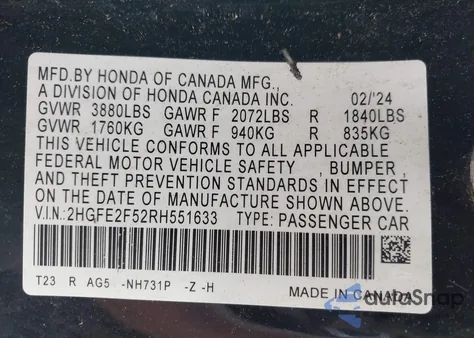 MFD.BY HONDA OF CANADA MFG.,
A DIVISION OF HONDA CANADA INC. 02/'24
GVWR 3880LBS GAWR F 2072LBS R 1840LBS
GVWR 1760KG GAWR F 940KG R 835KG
THIS VEHICLE CONFORMS TO ALL APPLICABLE
FEDERAL MOTOR VEHICLE SAFETY , BUMPER ,
AND THEFT PREVENTION STANDARDS IN EFFECT
ON THE DATE OF MANUFACTURE SHOWN ABOVE.
V.I.N.:2HGFE2F52RH551633 TYPE: PASSENGER CAR
T23 R AG5 -NH731P -Z -H
MADE IN CANADA
autoSnap